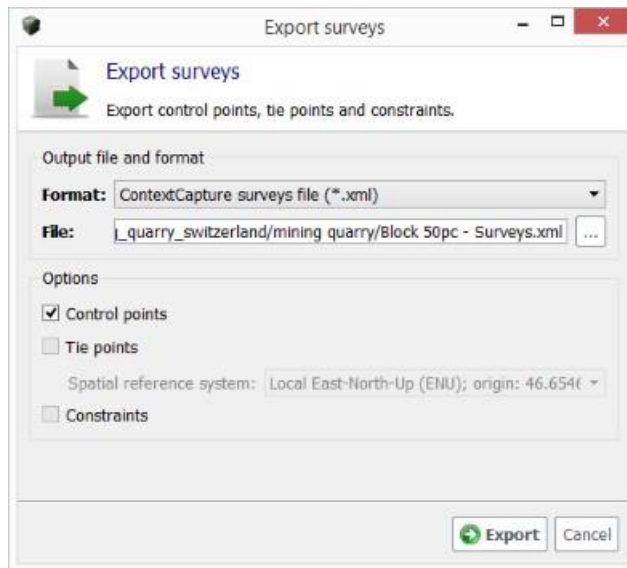 Export surveys
Export surveys
Export control points, tie points and constraints.
Output file and format
Format: ContextCapture surveys file (*.xml)
File: _quarry_switzerland/mining quarry/Block 50pc - Surveys.xml ...
Options
Control points
Tie points
Spatial reference system: Local East-North-Up (ENU); origin: 46.654
Constraints
Export Cancel